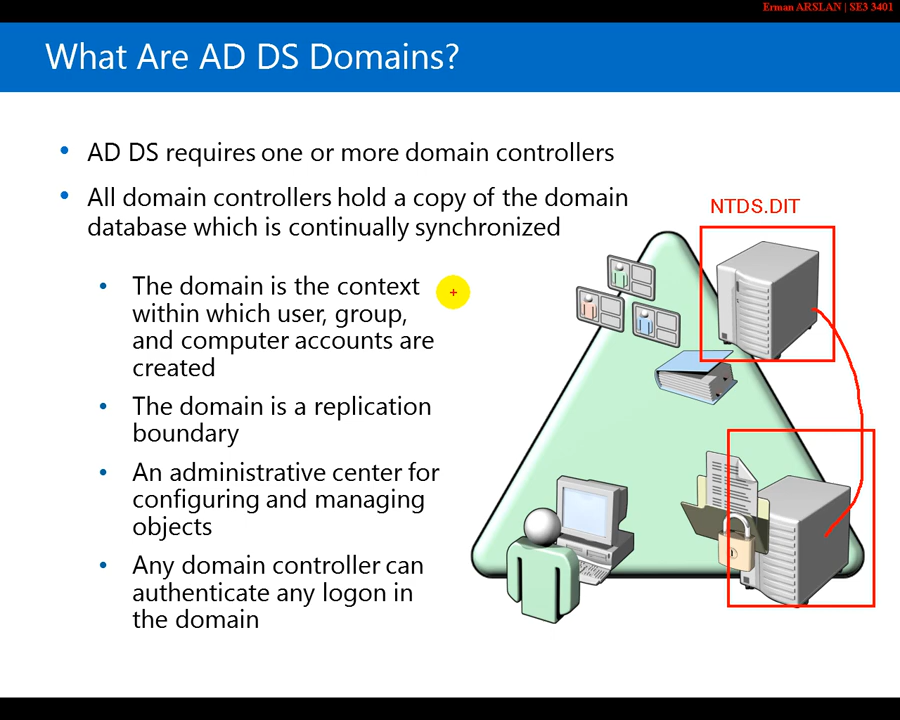 Erman ARSLAN | SE3 3401
What Are AD DS Domains?
• AD DS requires one or more domain controllers
• All domain controllers hold a copy of the domain
database which is continually synchronized
NTDS.DIT
• The domain is the context
within which user, group,
and computer accounts are
created
• The domain is a replication
boundary
• An administrative center for
configuring and managing
objects
• Any domain controller can
authenticate any logon in
the domain